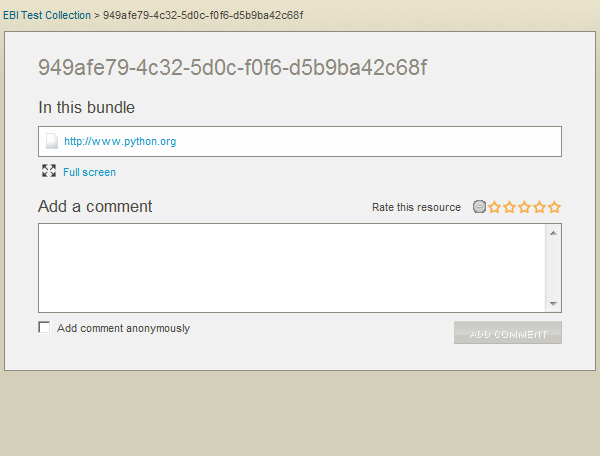 EBI Test Collection > 949afe79-4c32-5d0c-f0f6-d5b9ba42c68f
949afe79-4c32-5d0c-f0f6-d5b9ba42c68f
In this bundle
http://www.python.org
Full screen
Add a comment
Rate this resource
Add comment anonymously
ADD COMMENT